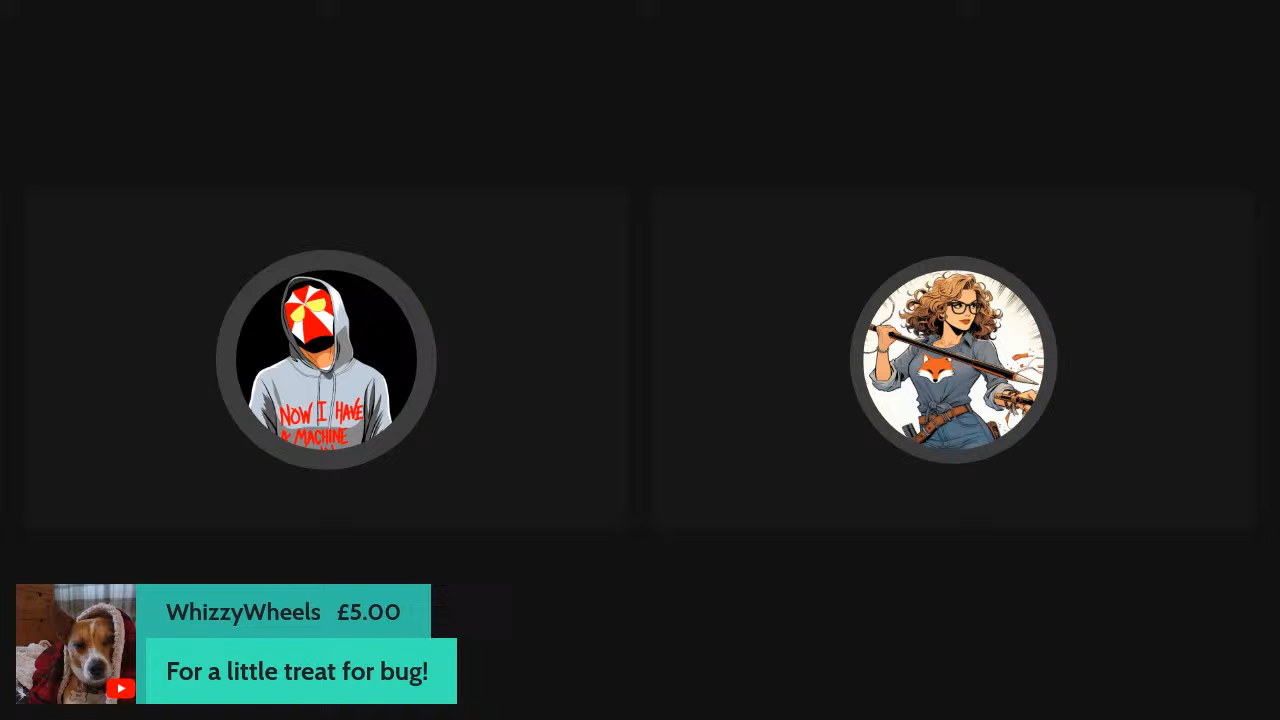 NOW I HAVE
A MACHINE
WhizzyWheels £5.00
For a little treat for bug!